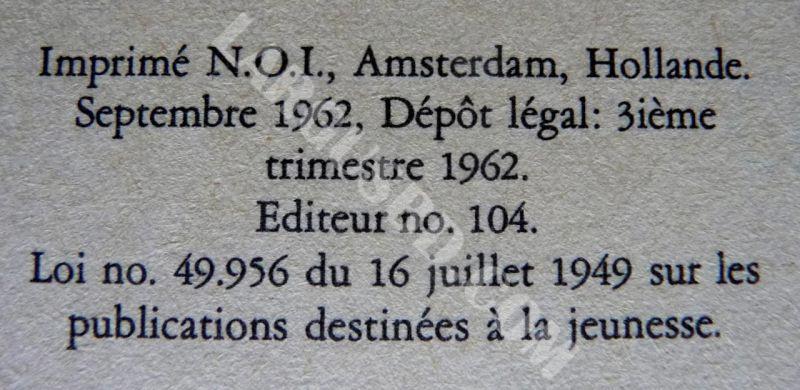 Imprimé N.O.I., Amsterdam, Hollande.
Septembre 1962, Dépôt légal: 3ième
trimestre 1962.
Editeur no. 104.
Loi no. 49.956 du 16 juillet 1949 sur les
publications destinées à la jeunesse.